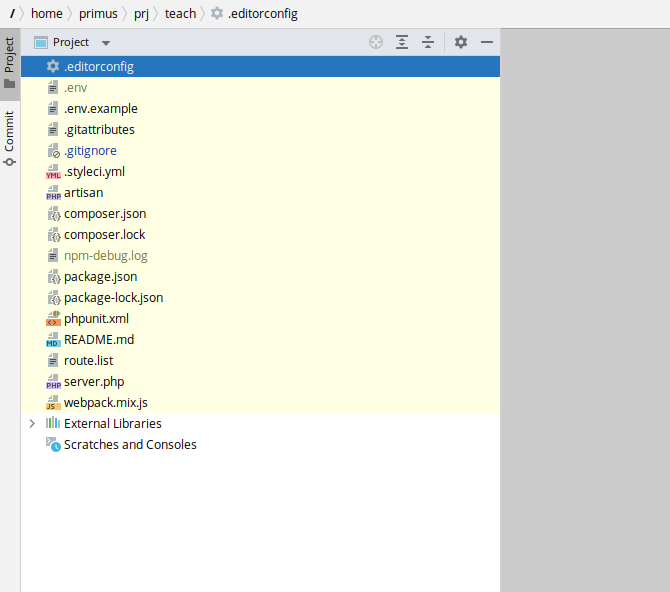 / home primus prj teach .editorconfig
Project
Commit
Project
.editorconfig
.env
.env.example
.gitattributes
.gitignore
YML .styleci.yml
PHP artisan
composer.json
composer.lock
npm-debug.log
package.json
package-lock.json
phpunit.xml
MD README.md
route.list
PHP server.php
JS webpack.mix.js
External Libraries
Scratches and Consoles